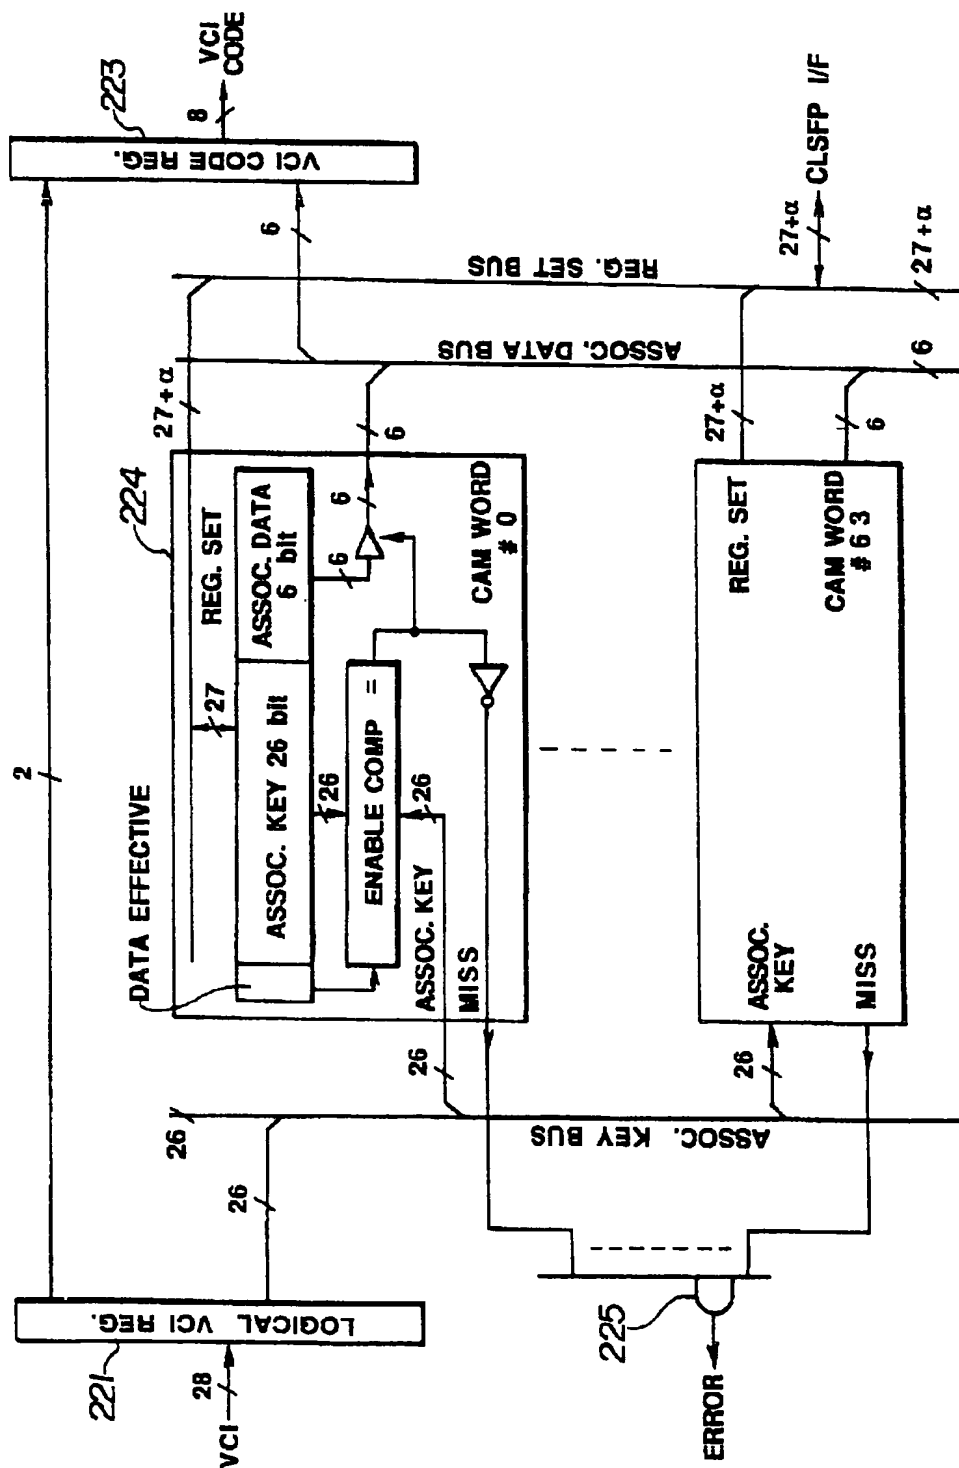 VCI
28
221
LOGICAL VCI REG.
2
26
26
ASSOC. KEY BUS
DATA EFFECTIVE
224
27
REG. SET
27+α
ASSOC. KEY 26 bit
ASSOC. DATA
6 bit
26
6
6
6
ENABLE COMP =
26
ASSOC. KEY
26
MISS
CAM WORD
# 0
ASSOC. DATA BUS
REG. SET BUS
6
VCI CODE REG.
223
8
VCI
CODE
27+α
CLSFP I/F
27+α
6
26
ASSOC.
KEY
MISS
REG. SET
CAM WORD
# 6 3
27+α
6
225
ERROR